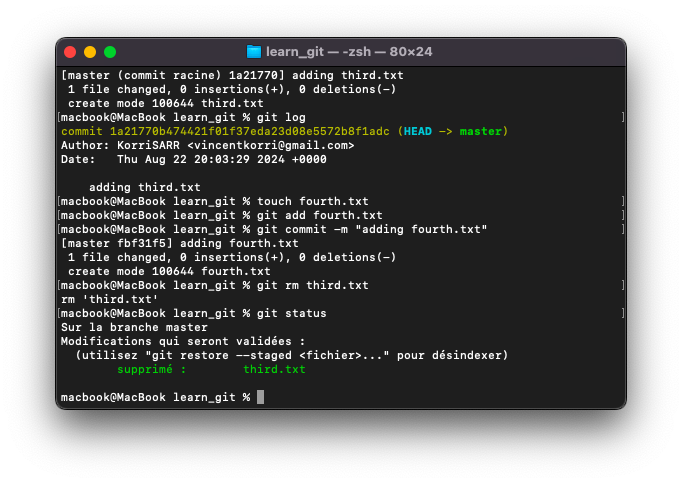 learn_git — -zsh — 80×24
[master (commit racine) 1a21770] adding third.txt
 1 file changed, 0 insertions(+), 0 deletions(-)
 create mode 100644 third.txt
[macbook@MacBook learn_git % git log ]
commit 1a21770b474421f01f37eda23d08e5572b8f1adc (HEAD -> master)
Author: KorriSARR <vincentkorri@gmail.com>
Date:   Thu Aug 22 20:03:29 2024 +0000
    adding third.txt
[macbook@MacBook learn_git % touch fourth.txt ]
[macbook@MacBook learn_git % git add fourth.txt ]
[macbook@MacBook learn_git % git commit -m "adding fourth.txt" ]
[master fbf31f5] adding fourth.txt
 1 file changed, 0 insertions(+), 0 deletions(-)
 create mode 100644 fourth.txt
[macbook@MacBook learn_git % git rm third.txt ]
rm 'third.txt'
[macbook@MacBook learn_git % git status ]
Sur la branche master
Modifications qui seront validées :
  (utilisez "git restore --staged <fichier>..." pour désindexer)
        supprimé :        third.txt
macbook@MacBook learn_git %